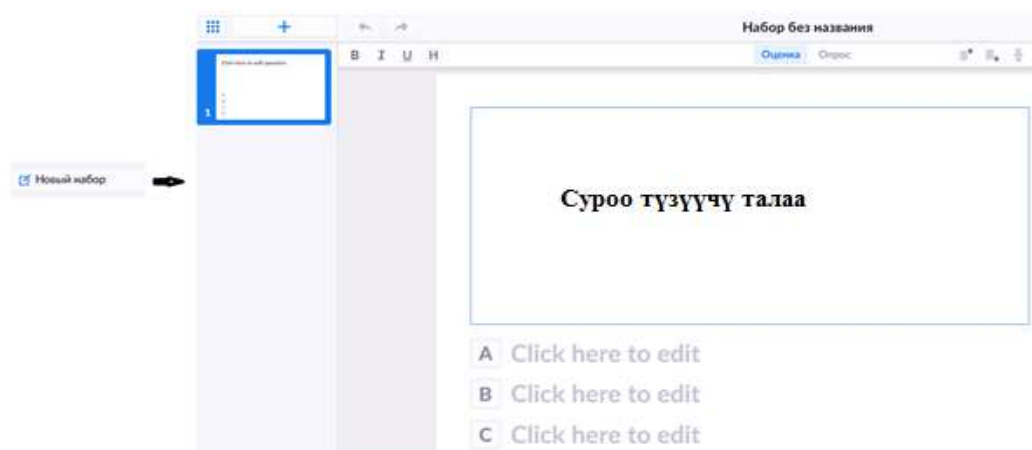 Набор без названия
B I U H
Оценка Опрос
1
Новый набор
Суроо түзүүчү талаа
A Click here to edit
B Click here to edit
C Click here to edit